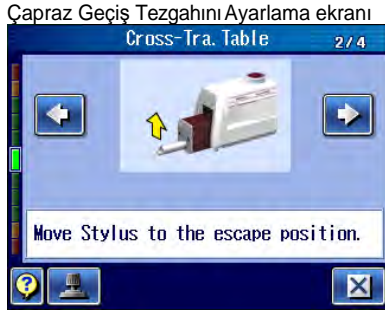 Çapraz Geçiş Tezgahını Ayarlama ekranı
Cross-Tra. Table 2/4
Move Stylus to the escape position.
?